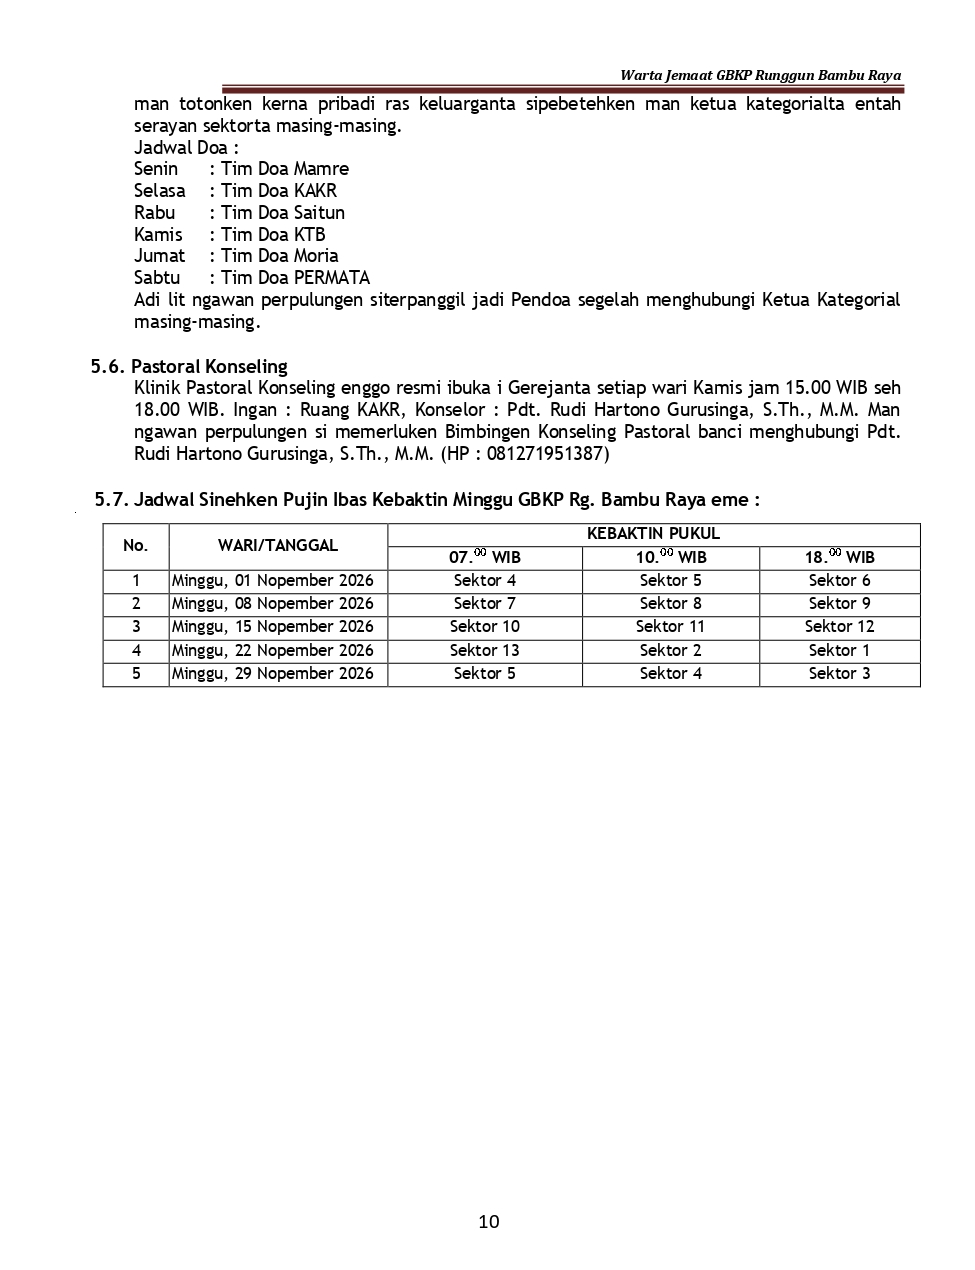 Warta Jemaat GBKP Runggun Bambu Raya
man totonken kerna pribadi ras keluarganta sipebetehken man ketua kategorialta entah
serayan sektorta masing-masing.
Jadwal Doa :
Senin : Tim Doa Mamre
Selasa : Tim Doa KAKR
Rabu : Tim Doa Saitun
Kamis : Tim Doa KTB
Jumat : Tim Doa Moria
Sabtu : Tim Doa PERMATA
Adi lit ngawan perpulungen siterpanggil jadi Pendoa segelah menghubungi Ketua Kategorial
masing-masing.
5.6. Pastoral Konseling
Klinik Pastoral Konseling enggo resmi ibuka i Gerejanta setiap wari Kamis jam 15.00 WIB seh
18.00 WIB. Ingan : Ruang KAKR, Konselor : Pdt. Rudi Hartono Gurusinga, S.Th., M.M. Man
ngawan perpulungen si memerluken Bimbingen Konseling Pastoral banci menghubungi Pdt.
Rudi Hartono Gurusinga, S.Th., M.M. (HP : 081271951387)
5.7. Jadwal Sinehken Pujin Ibas Kebaktin Minggu GBKP Rg. Bambu Raya eme :
No. WARI/TANGGAL KEBAKTIN PUKUL
07.00 WIB 10.00 WIB 18.00 WIB
1 Minggu, 01 Nopember 2026 Sektor 4 Sektor 5 Sektor 6
2 Minggu, 08 Nopember 2026 Sektor 7 Sektor 8 Sektor 9
3 Minggu, 15 Nopember 2026 Sektor 10 Sektor 11 Sektor 12
4 Minggu, 22 Nopember 2026 Sektor 13 Sektor 2 Sektor 1
5 Minggu, 29 Nopember 2026 Sektor 5 Sektor 4 Sektor 3
10